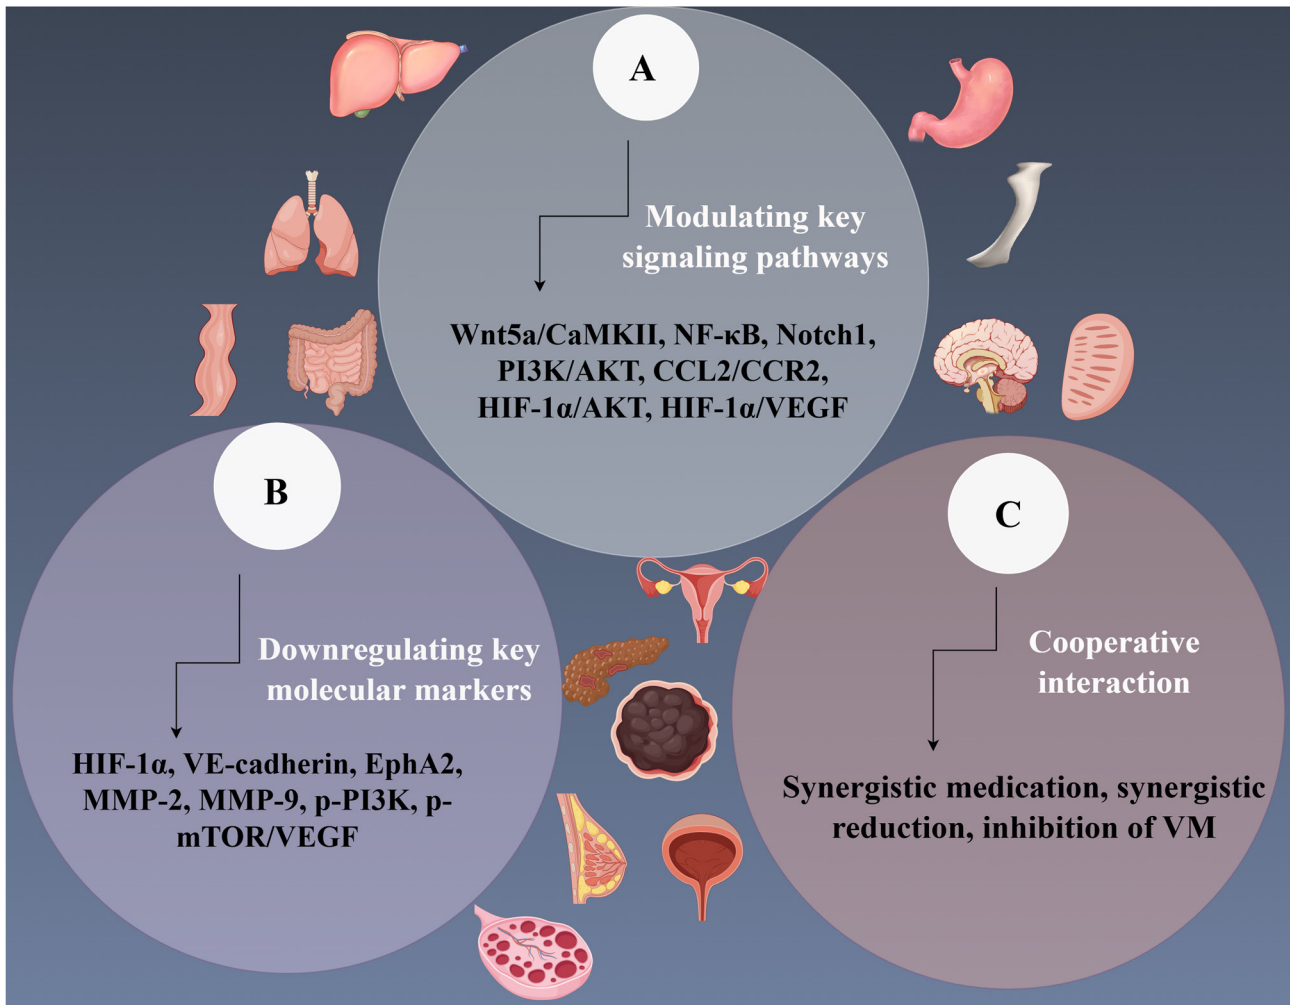 A
Modulating key
signaling pathways
Wnt5a/CaMKII, NF-κB, Notch1,
PI3K/AKT, CCL2/CCR2,
HIF-1α/AKT, HIF-1α/VEGF
B
Downregulating key
molecular markers
HIF-1α, VE-cadherin, EphA2,
MMP-2, MMP-9, p-PI3K, p-
mTOR/VEGF
C
Cooperative
interaction
Synergistic medication, synergistic
reduction, inhibition of VM